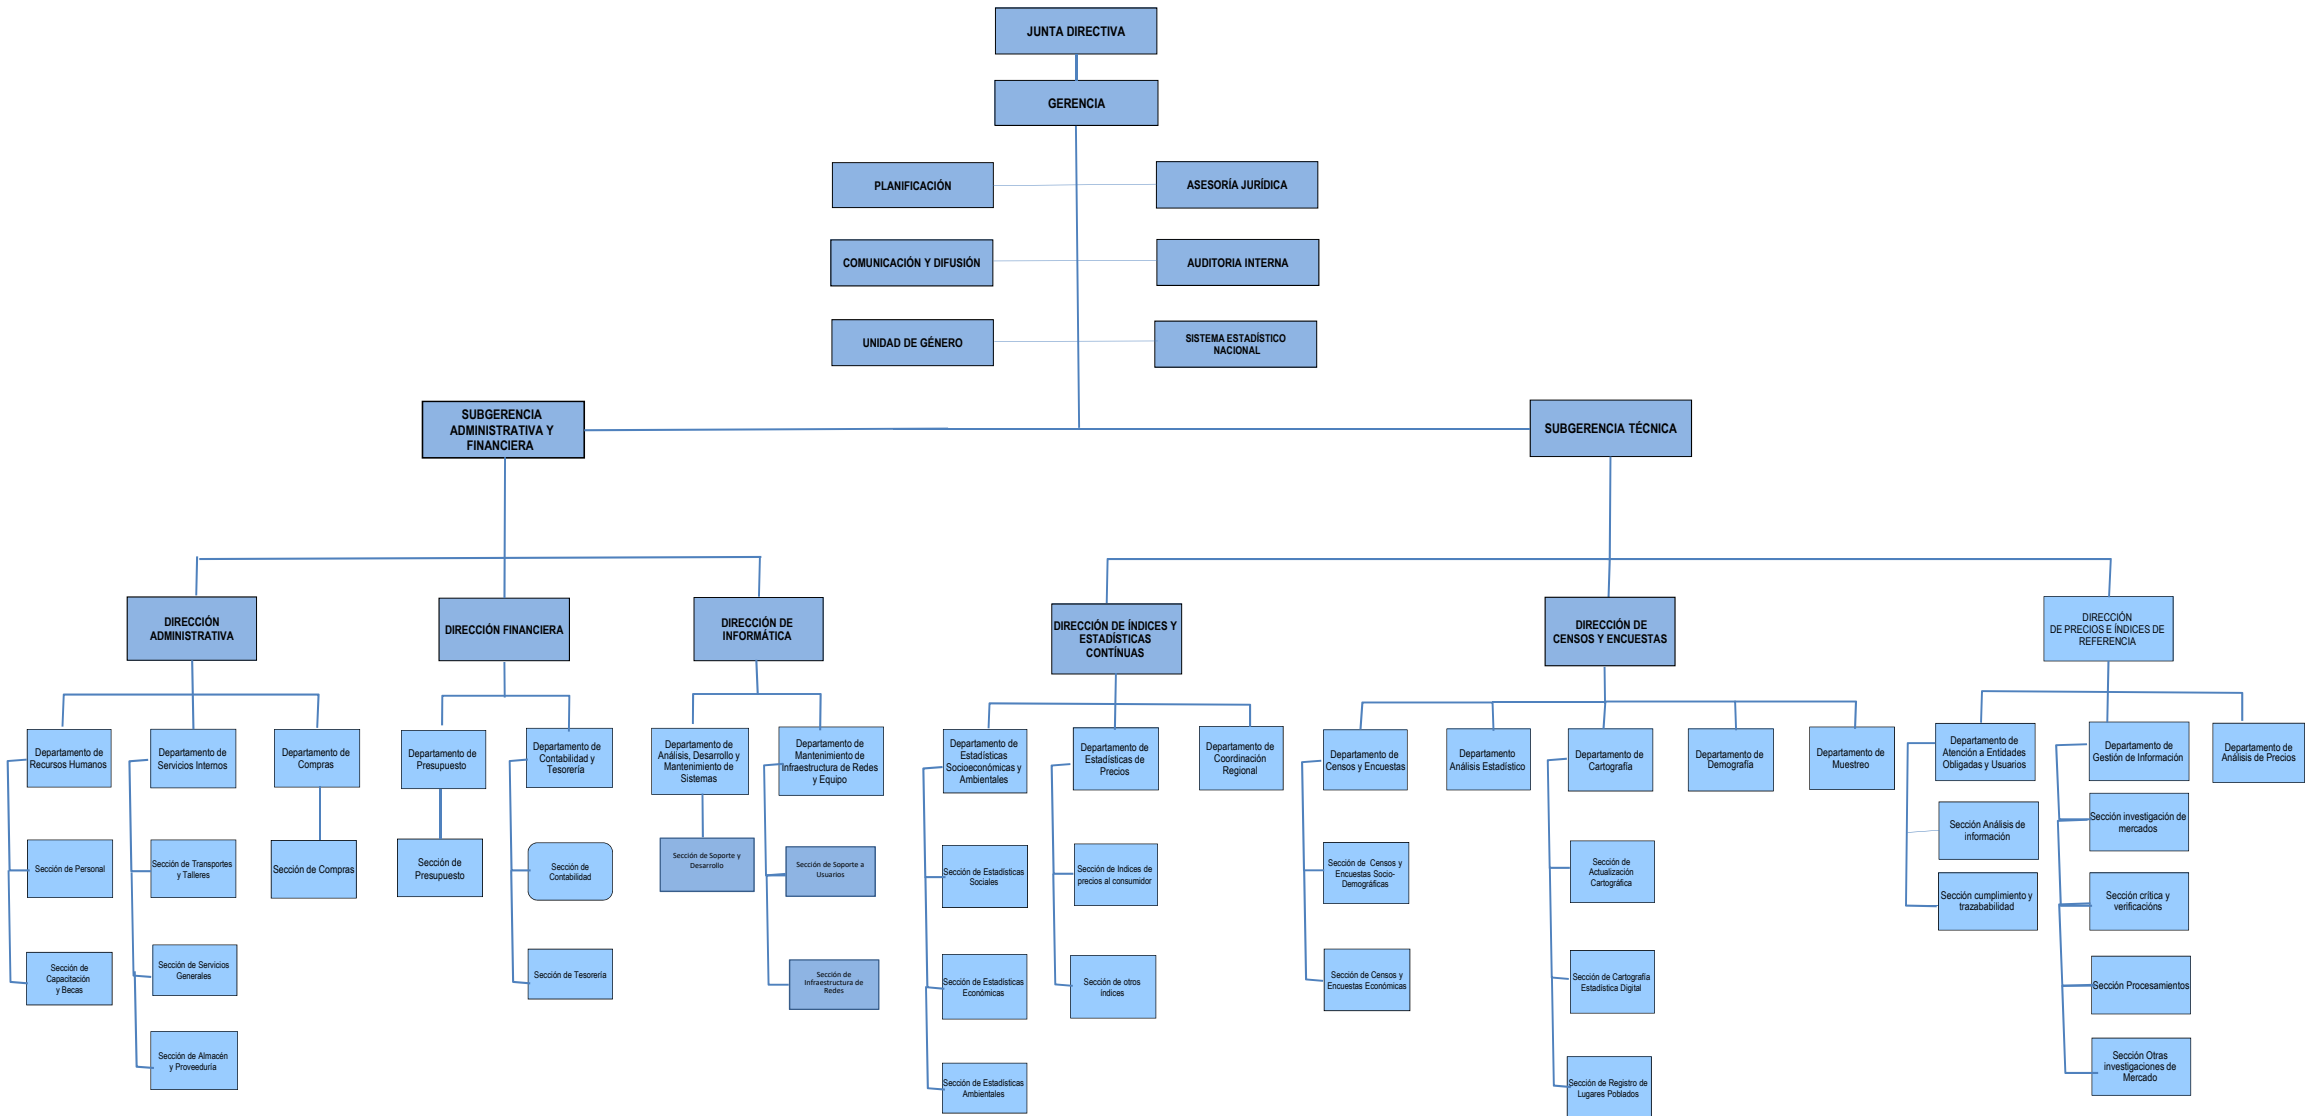 JUNTA DIRECTIVA
GERENCIA
PLANIFICACIÓN
ASESORÍA JURÍDICA
COMUNICACIÓN Y DIFUSIÓN
AUDITORIA INTERNA
UNIDAD DE GÉNERO
SISTEMA ESTADÍSTICO
NACIONAL
SUBGERENCIA
ADMINISTRATIVA Y
FINANCIERA
SUBGERENCIA TÉCNICA
DIRECCIÓN
ADMINISTRATIVA
DIRECCIÓN FINANCIERA
DIRECCIÓN DE
INFORMÁTICA
DIRECCIÓN DE ÍNDICES Y
ESTADÍSTICAS
CONTÍNUAS
DIRECCIÓN DE
CENSOS Y ENCUESTAS
DIRECCIÓN
DE PRECIOS E ÍNDICES DE
REFERENCIA
Departamento de
Recursos Humanos
Departamento de
Servicios Internos
Departamento de
Compras
Departamento de
Presupuesto
Departamento de
Contabilidad y
Tesorería
Departamento de
Análisis, Desarrollo y
Mantenimiento de
Sistemas
Departamento de
Mantenimiento de
Infraestructura de Redes
y Equipo
Departamento de
Estadísticas
Socioeconómicas y
Ambientales
Departamento de
Estadísticas de
Precios
Departamento de
Coordinación
Regional
Departamento de
Censos y Encuestas
Departamento
Análisis Estadístico
Departamento de
Cartografía
Departamento de
Demografía
Departamento de
Muestreo
Departamento de
Atención a Entidades
Obligadas y Usuarios
Departamento de
Gestión de Información
Departamento de
Análisis de Precios
Sección de Personal
Sección de Transportes
y Talleres
Sección de Compras
Sección de
Presupuesto
Sección de
Contabilidad
Sección de Soporte y
Desarrollo
Sección de Soporte a
Usuarios
Sección de Estadísticas
Sociales
Sección de Indices de
precios al consumidor
Sección de Censos y
Encuestas Socio-
Demográficas
Sección de
Actualización
Cartográfica
Sección Análisis de
información
Sección investigación de
mercados
Sección cumplimiento y
trazababilidad
Sección crítica y
verificacións
Sección de
Capacitación
y Becas
Sección de Servicios
Generales
Sección de Tesorería
Sección de
Infraestructura de
Redes
Sección de Estadísticas
Económicas
Sección de otros
índices
Sección de Censos y
Encuestas Económicas
Sección de Cartografía
Estadística Digital
Sección Procesamientos
Sección de Almacén
y Proveeduría
Sección de Estadísticas
Ambientales
Sección de Registro de
Lugares Poblados
Sección Otras
investigaciones de
Mercado